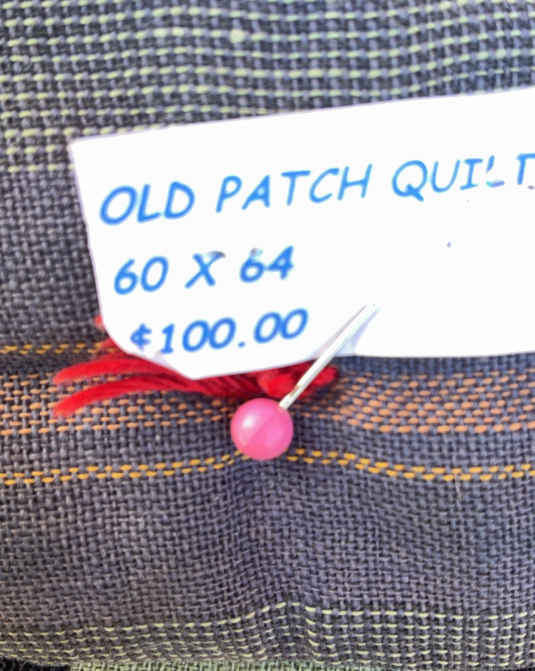 OLD PATCH QUILT
60 X 64
$100.00